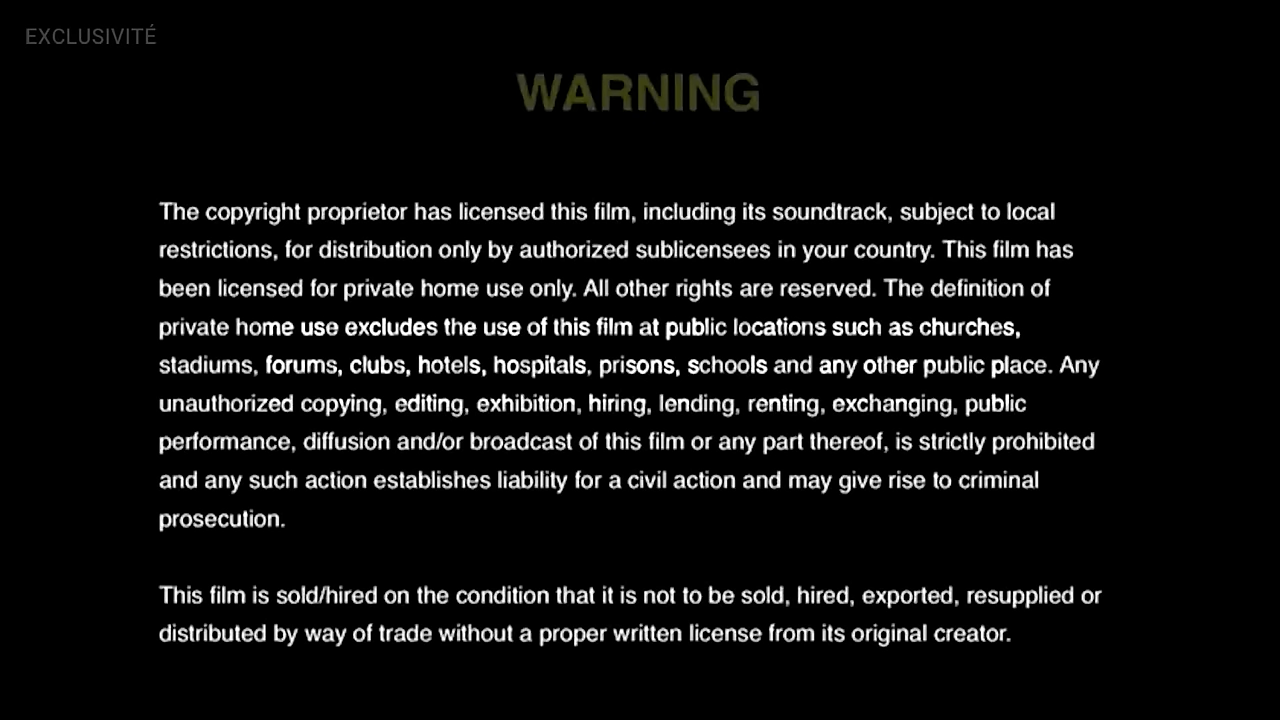 EXCLUSIVITÉ
WARNING
The copyright proprietor has licensed this film, including its soundtrack, subject to local
restrictions, for distribution only by authorized sublicensees in your country. This film has
been licensed for private home use only. All other rights are reserved. The definition of
private home use excludes the use of this film at public locations such as churches,
stadiums, forums, clubs, hotels, hospitals, prisons, schools and any other public place. Any
unauthorized copying, editing, exhibition, hiring, lending, renting, exchanging, public
performance, diffusion and/or broadcast of this film or any part thereof, is strictly prohibited
and any such action establishes liability for a civil action and may give rise to criminal
prosecution.
This film is sold/hired on the condition that it is not to be sold, hired, exported, resupplied or
distributed by way of trade without a proper written license from its original creator.